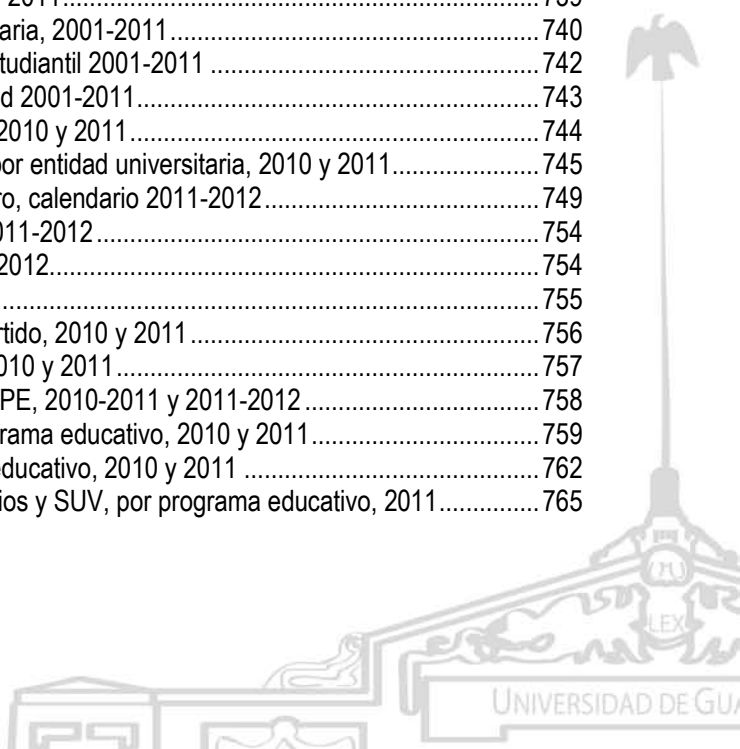 2011 739
aria, 2001-2011 740
tudiantil 2001-2011 742
d 2001-2011 743
2010 y 2011 744
por entidad universitaria, 2010 y 2011 745
ro, calendario 2011-2012 749
011-2012 754
2012 754
755
rtido, 2010 y 2011 756
010 y 2011 757
PE, 2010-2011 y 2011-2012 758
rama educativo, 2010 y 2011 759
educativo, 2010 y 2011 762
ios y SUV, por programa educativo, 2011 765
LEX
UNIVERSIDAD DE GUA